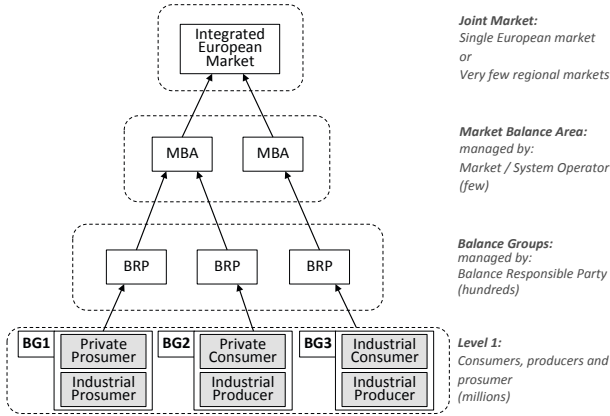 Integrated
European
Market
Joint Market:
Single European market
or
Very few regional markets
MBA
MBA
Market Balance Area:
managed by:
Market / System Operator
(few)
BRP
BRP
BRP
Balance Groups:
managed by:
Balance Responsible Party
(hundreds)
BG1
Private
Prosumer
Industrial
Prosumer
BG2
Private
Consumer
Industrial
Producer
BG3
Industrial
Consumer
Industrial
Producer
Level 1:
Consumers, producers and
prosumer
(millions)